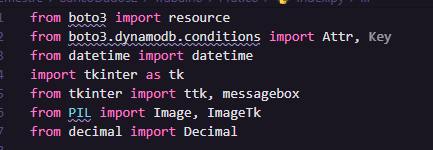 from boto3 import resource
from boto3.dynamodb.conditions import Attr, Key
from datetime import datetime
import tkinter as tk
from tkinter import ttk, messagebox
from PIL import Image, ImageTk
from decimal import Decimal